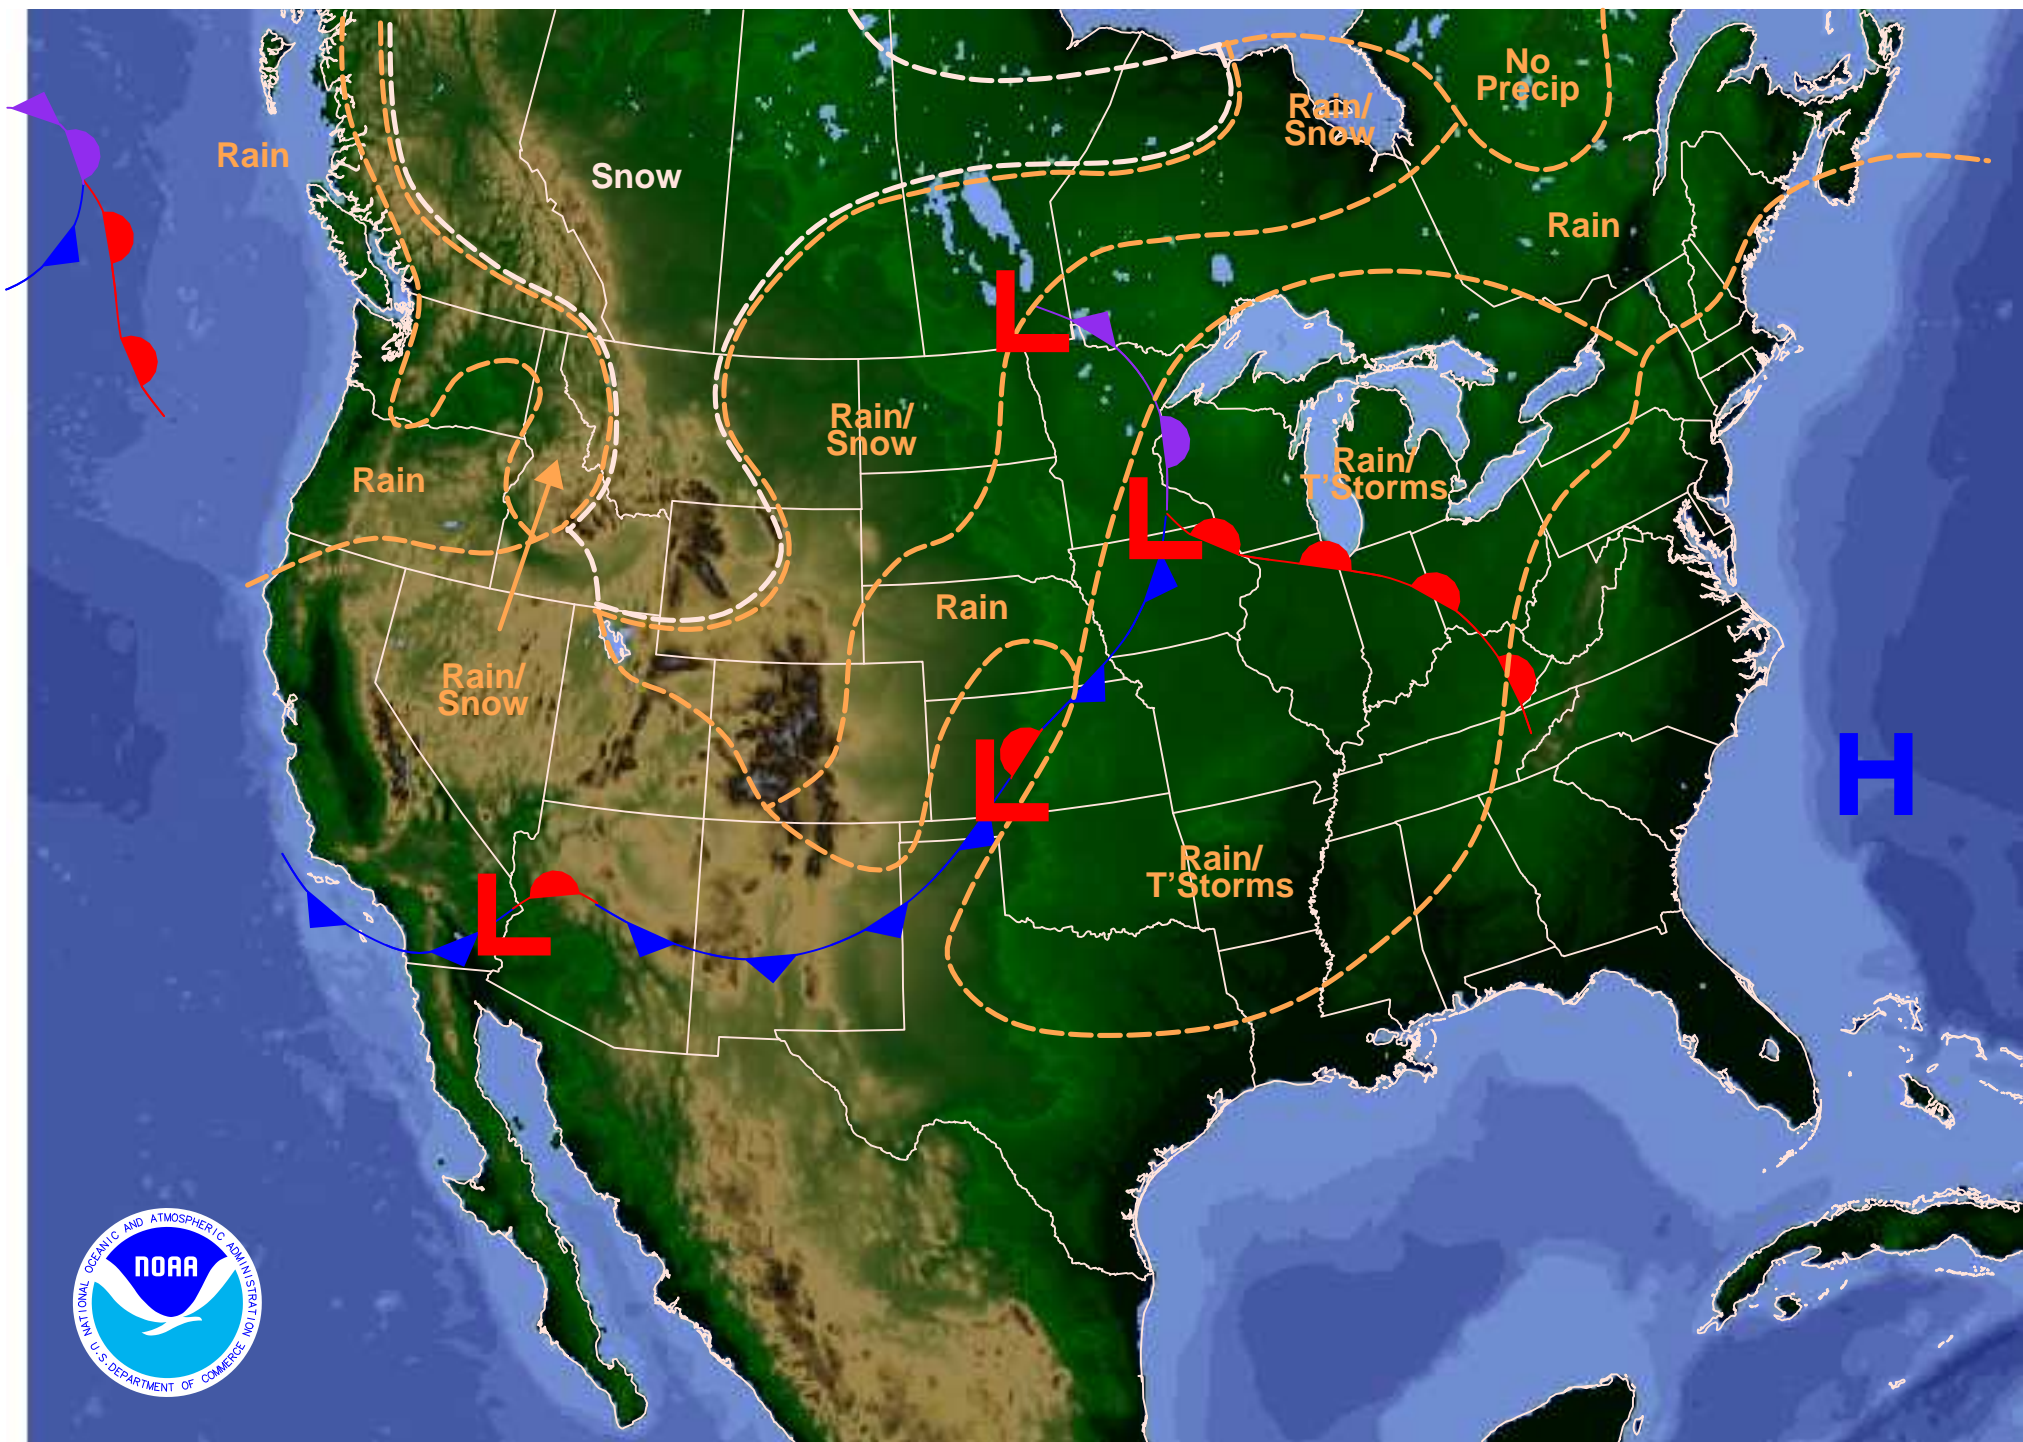 No
Precip
Rain/
Snow
Rain
Snow
Rain
Rain/
Snow
Rain/
T'Storms
Rain
Rain
Rain/
Snow
Rain/
T'Storms
L
L
L
L
H
NATIONAL OCEANIC AND ATMOSPHERIC ADMINISTRATION
NOAA
U.S. DEPARTMENT OF COMMERCE